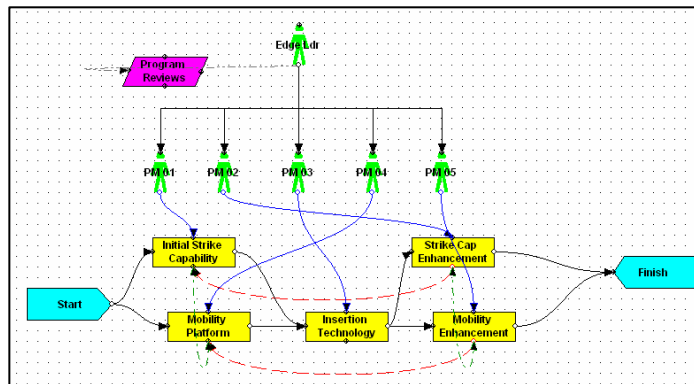 Edge Ldr
Program
Reviews
PM 01
PM 02
PM 03
PM 04
PM 05
Initial Strike
Capability
Strike Cap
Enhancement
Finish
Start
Mobility
Platform
Insertion
Technology
Mobility
Enhancement